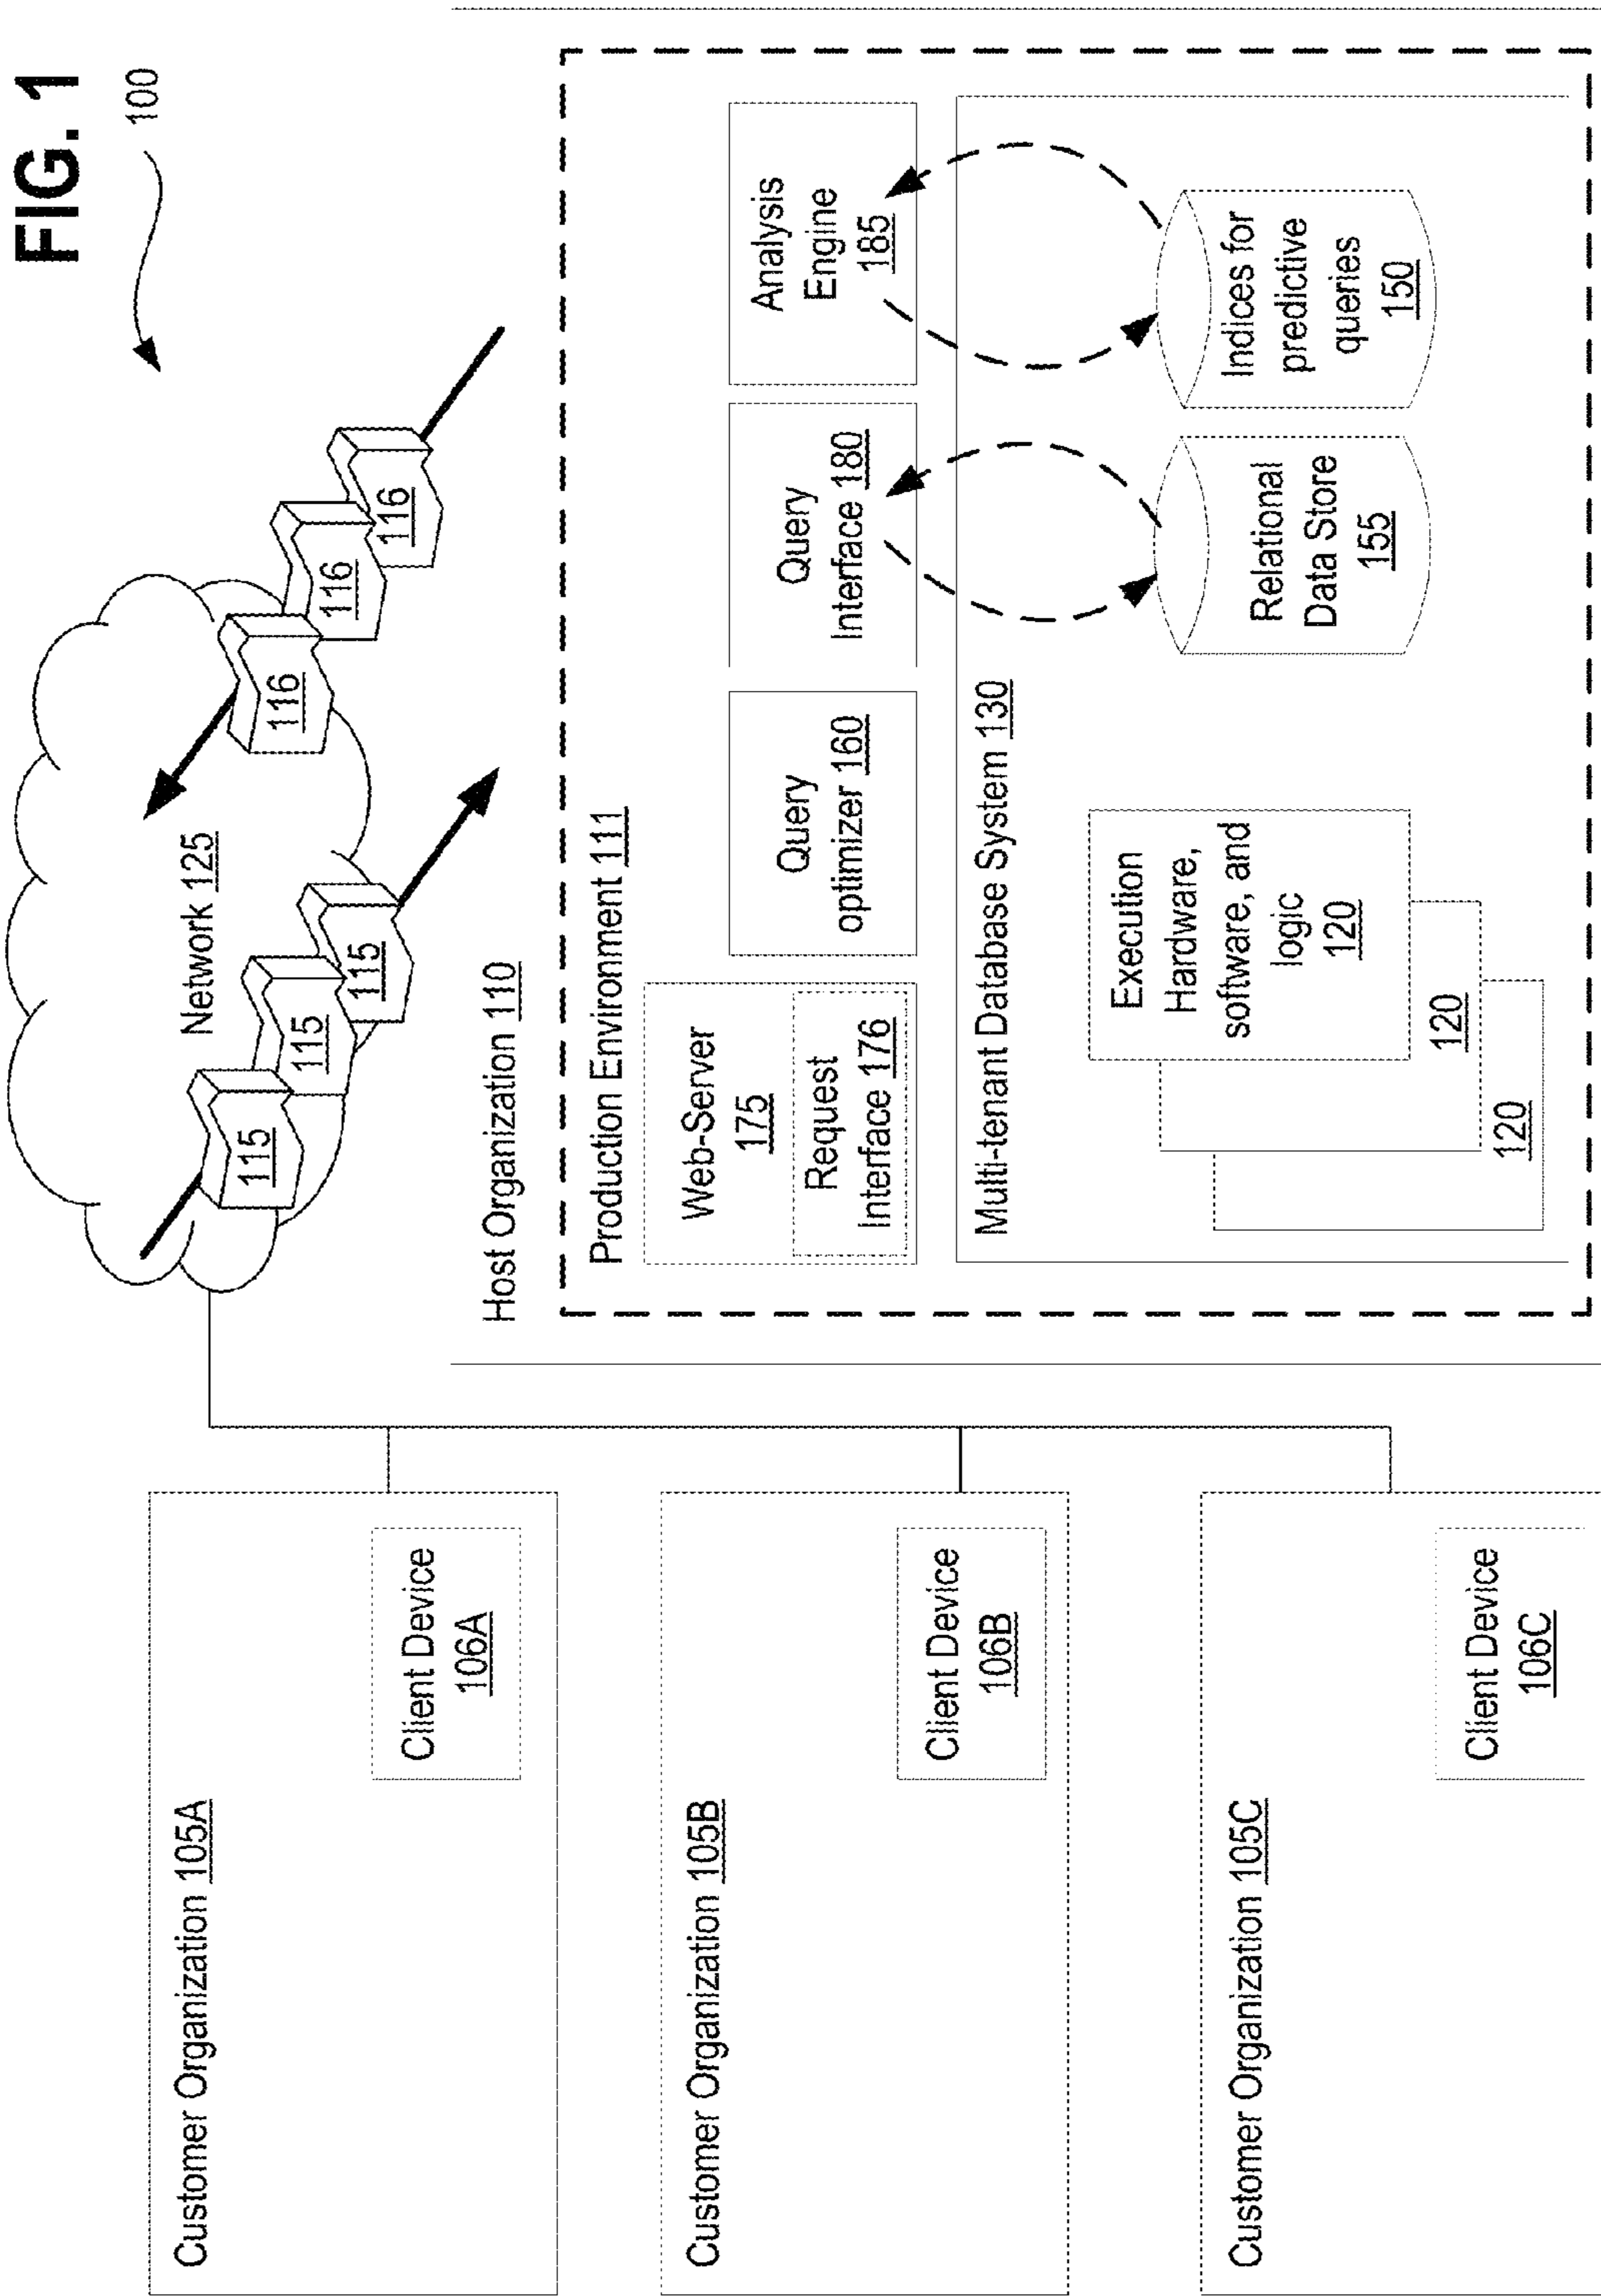 FIG. 1
100
Network 125
115
115
115
116
116
116
Customer Organization 105A
Client Device
106A
Customer Organization 105B
Client Device
106B
Customer Organization 105C
Client Device
106C
Host Organization 110
Production Environment 111
Web-Server
175
Request
Interface 176
Query
optimizer 160
Query
Interface 180
Analysis
Engine
185
Multi-tenant Database System 130
Execution
Hardware,
software, and
logic
120
120
120
Relational
Data Store
155
Indices for
predictive
queries
150